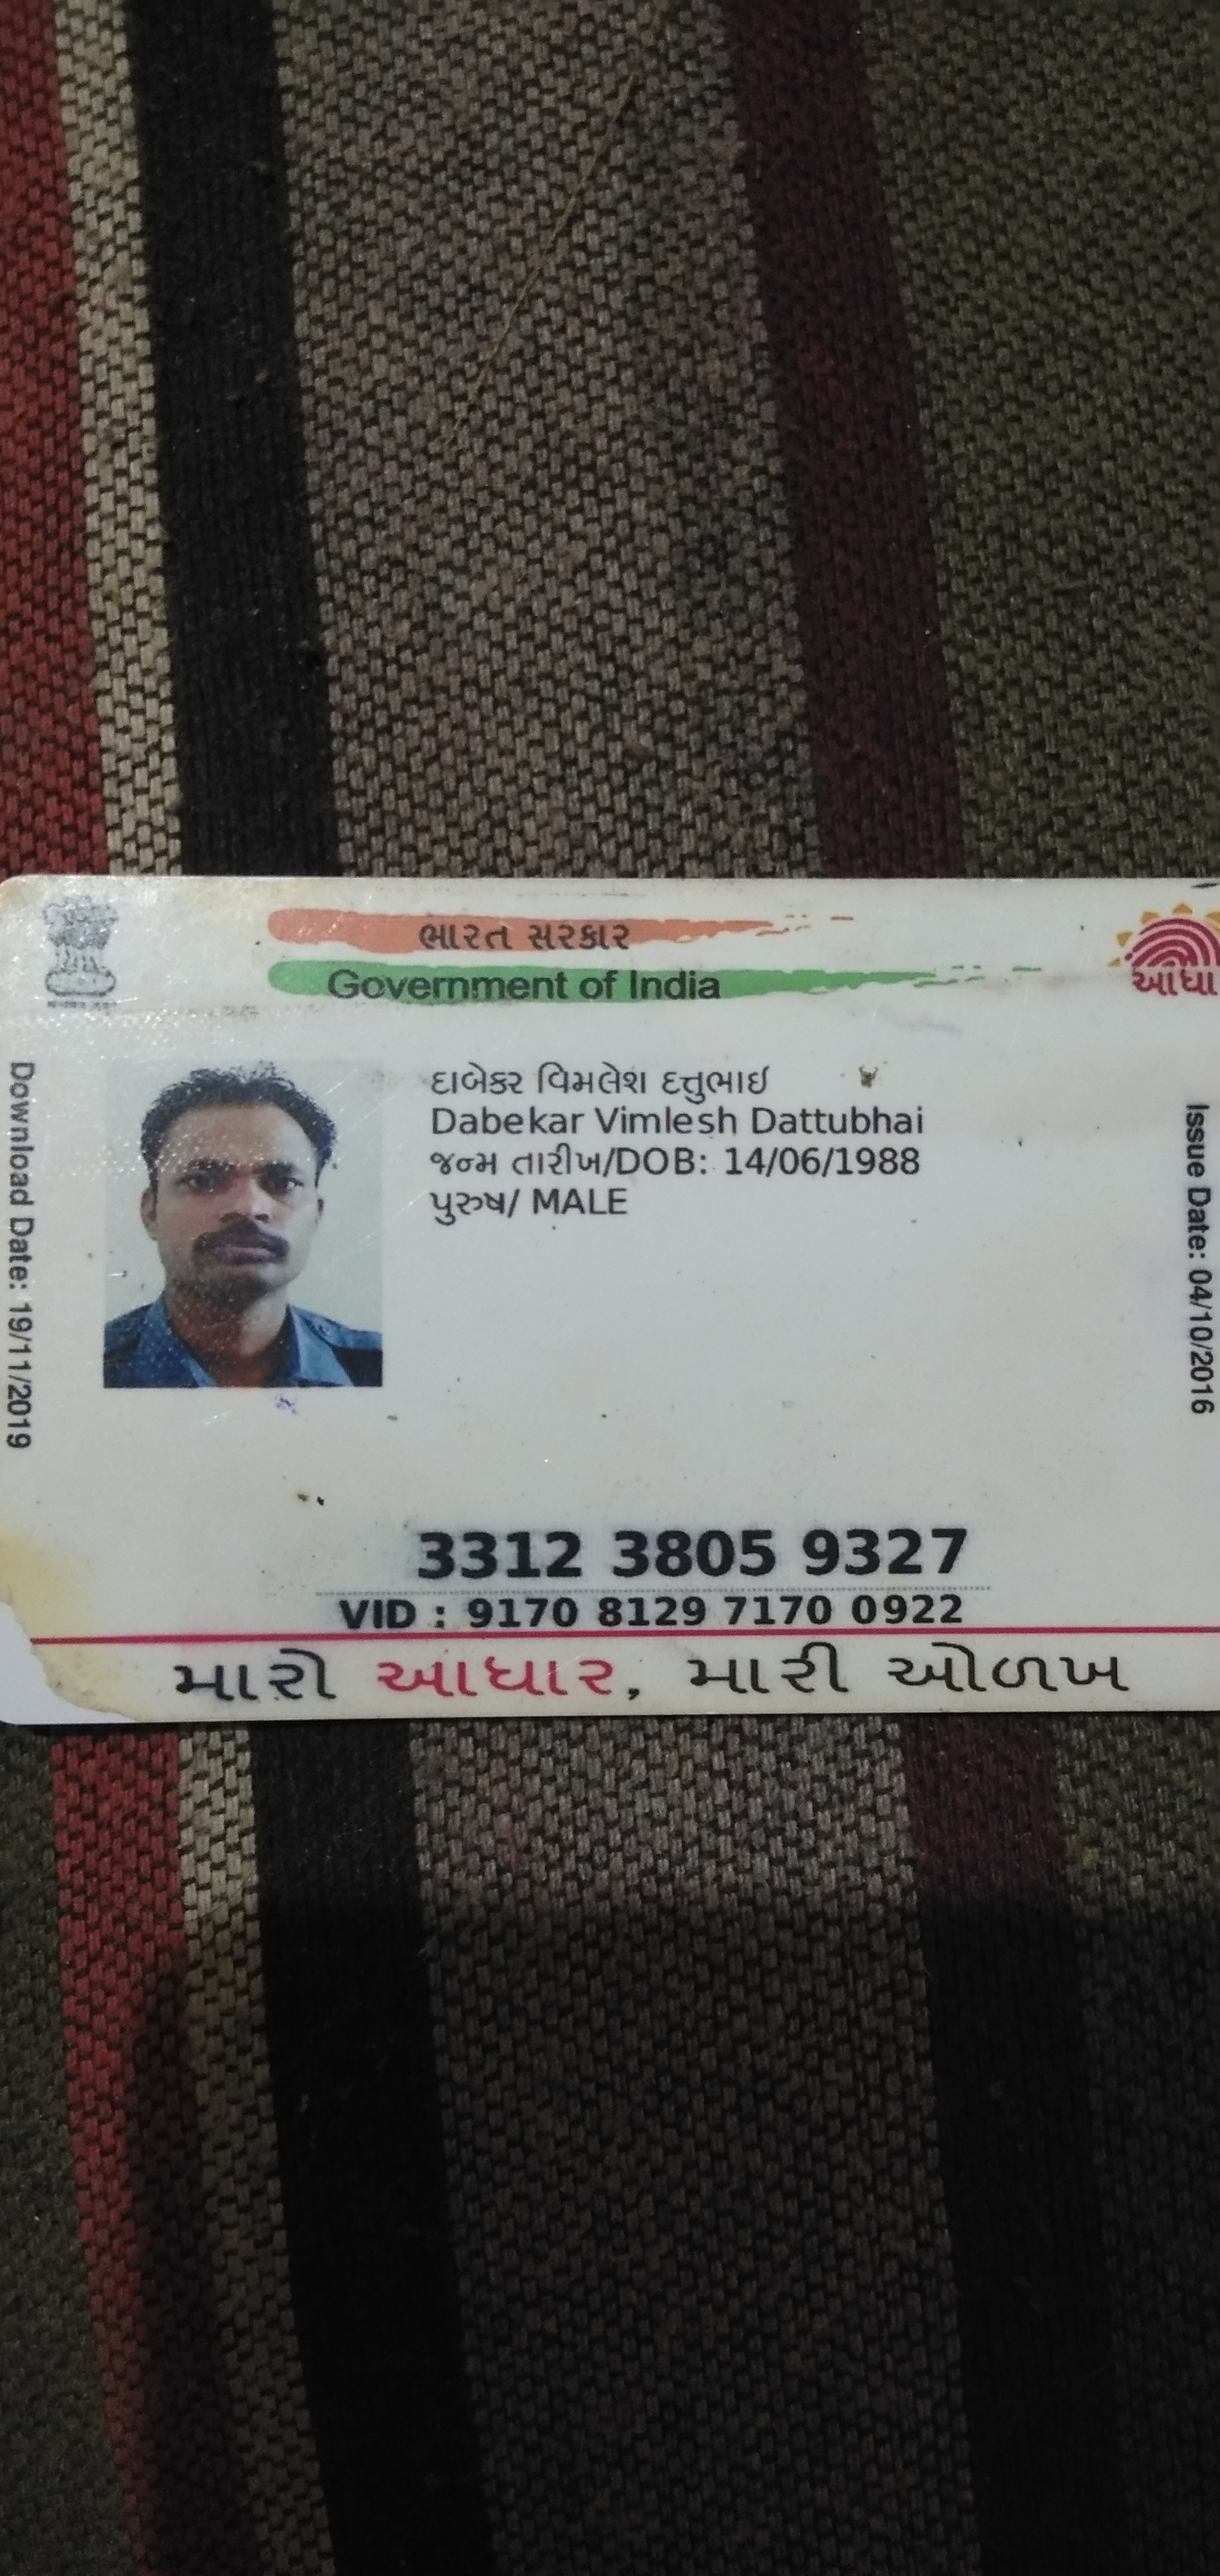 ભારત સરકાર
Government of India
આધા
Download Date: 19/11/2019
દાબેકર વિમલેશ દત્તુભાઈ
Dabekar Vimlesh Dattubhai
જન્મ તારીખ/DOB: 14/06/1988
પુરુષ/ MALE
Issue Date: 04/10/2016
3312 3805 9327
VID : 9170 8129 7170 0922
મારો આધાર, મારી ઓળખ